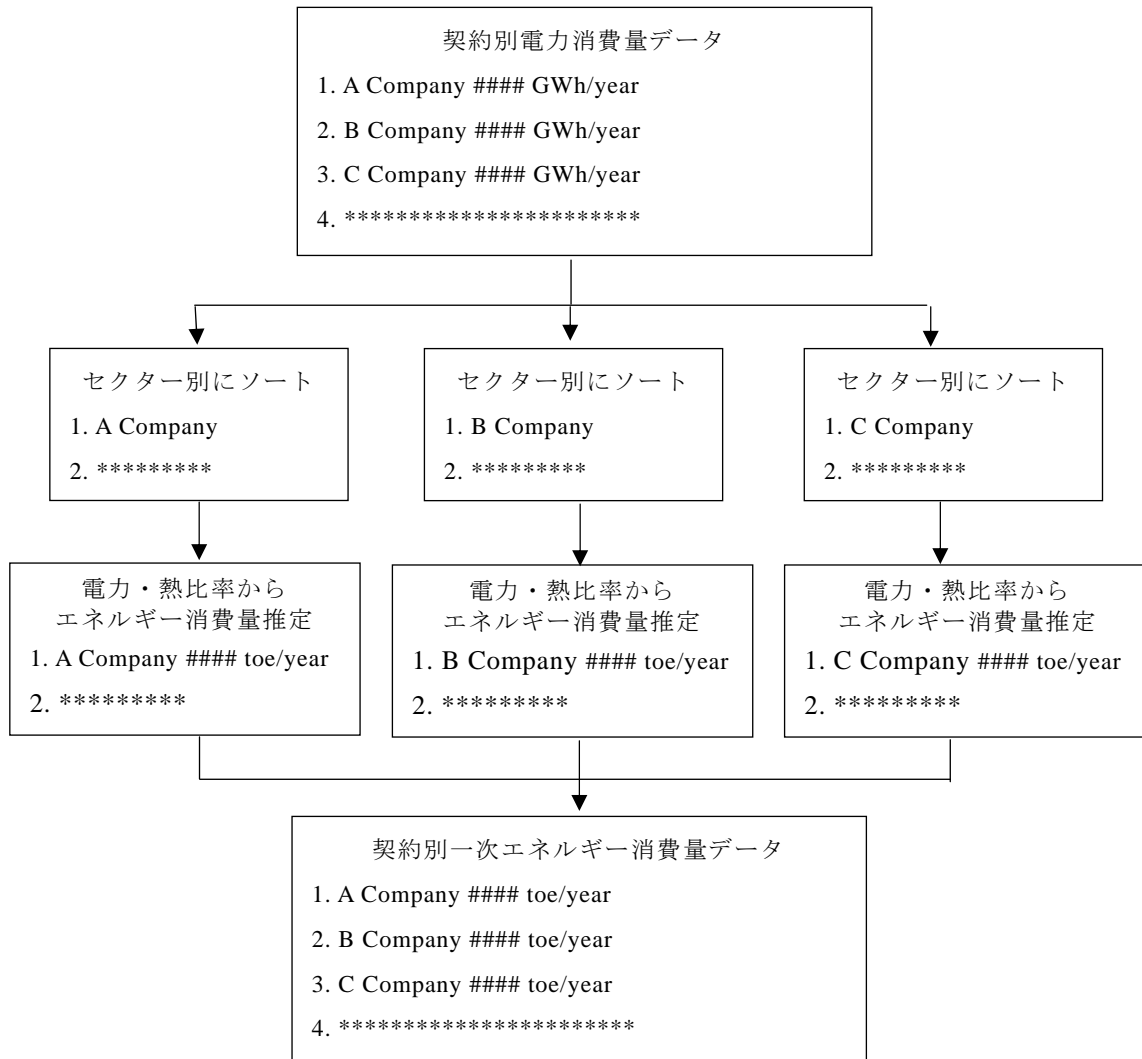 契約別電力消費量データ
1. A Company #### GWh/year
2. B Company #### GWh/year
3. C Company #### GWh/year
4. ***********************
セクター別にソート
1. A Company
2. *********
セクター別にソート
1. B Company
2. *********
セクター別にソート
1. C Company
2. *********
電力・熱比率から
エネルギー消費量推定
1. A Company #### toe/year
2. *********
電力・熱比率から
エネルギー消費量推定
1. B Company #### toe/year
2. *********
電力・熱比率から
エネルギー消費量推定
1. C Company #### toe/year
2. *********
契約別一次エネルギー消費量データ
1. A Company #### toe/year
2. B Company #### toe/year
3. C Company #### toe/year
4. ***********************